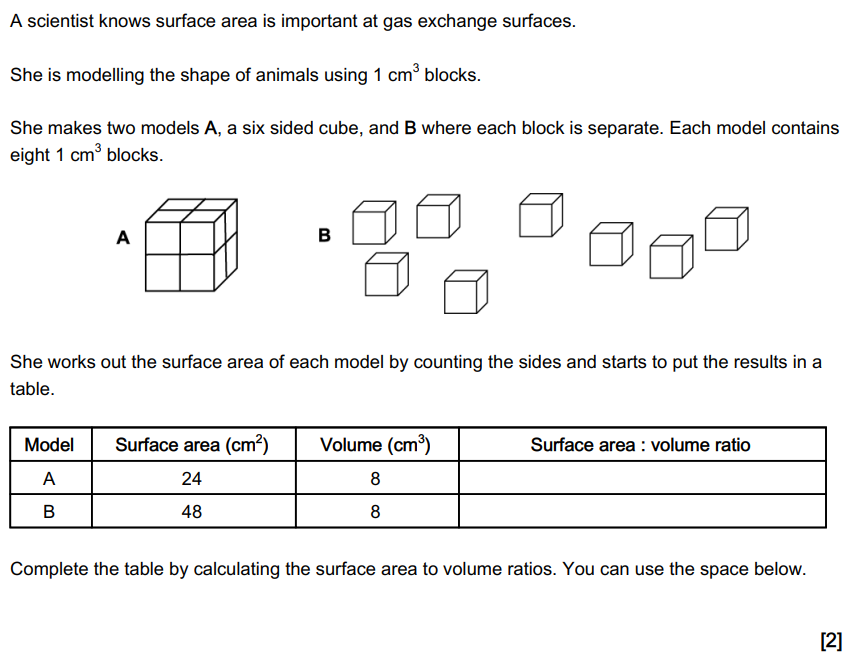 A scientist knows surface area is important at gas exchange surfaces.
She is modelling the shape of animals using 1 cm³ blocks.
She makes two models A, a six sided cube, and B where each block is separate. Each model contains
eight 1 cm³ blocks.
A
B
She works out the surface area of each model by counting the sides and starts to put the results in a
table.
Model Surface area (cm²) Volume (cm³) Surface area : volume ratio
A 24 8
B 48 8
Complete the table by calculating the surface area to volume ratios. You can use the space below.
[2]